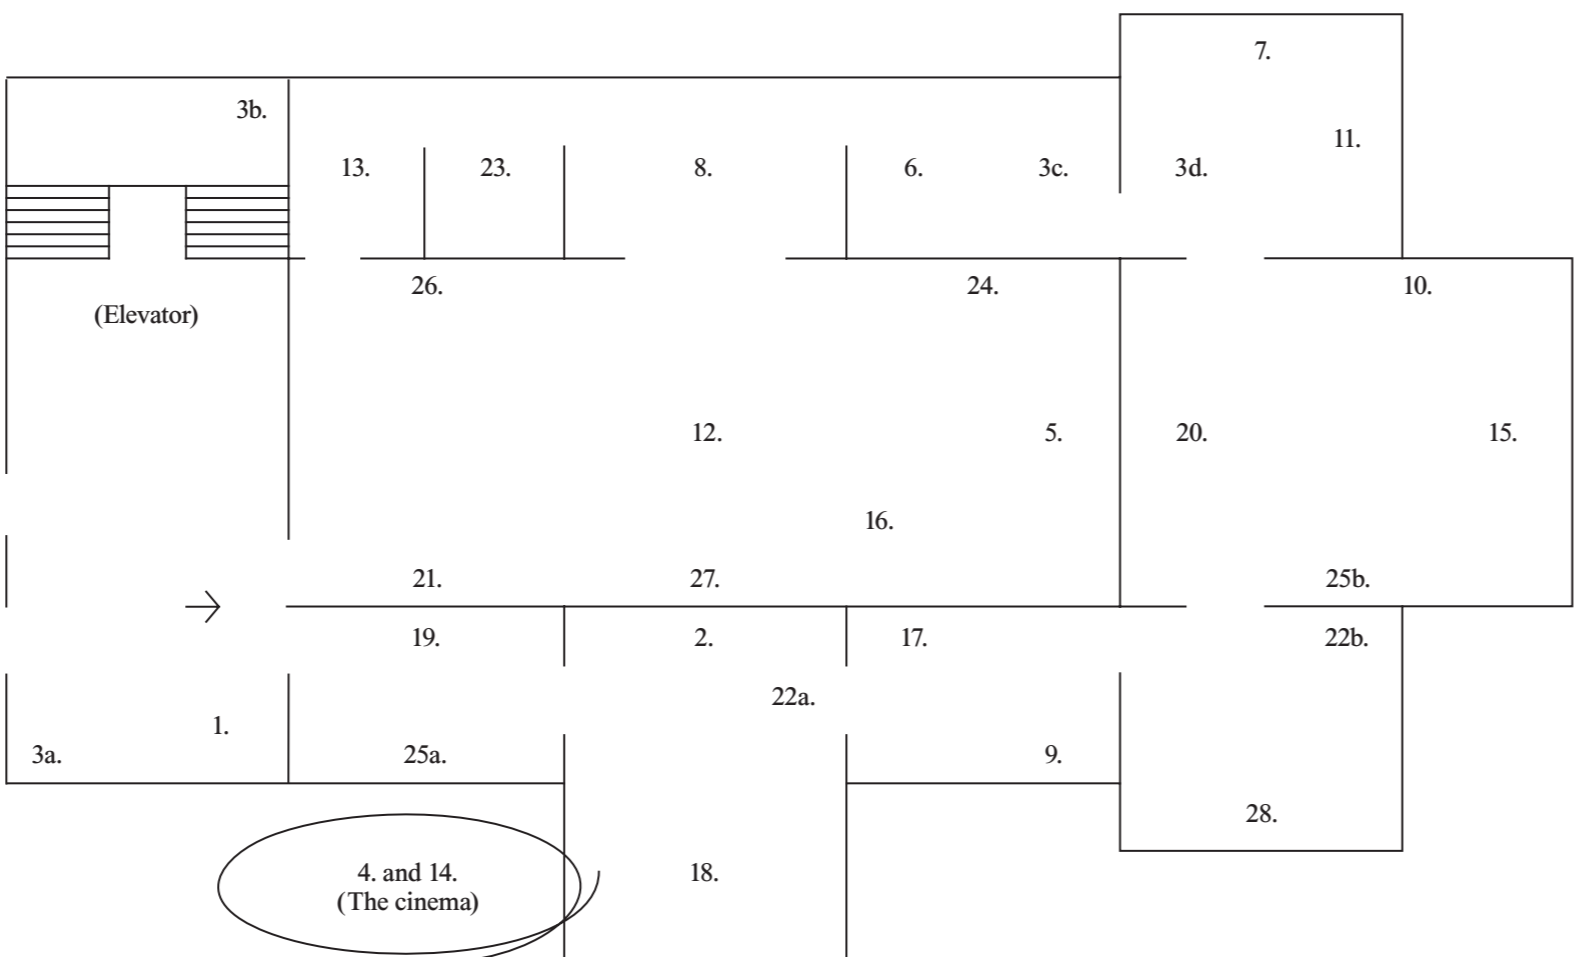 7.
3b.
11.
13.
23.
8.
6.
3c.
3d.
26.
24.
10.
(Elevator)
12.
5.
20.
15.
16.
21.
27.
25b.
19.
2.
17.
22b.
22a.
1.
3a.
25a.
9.
28.
4. and 14.
(The cinema)
18.